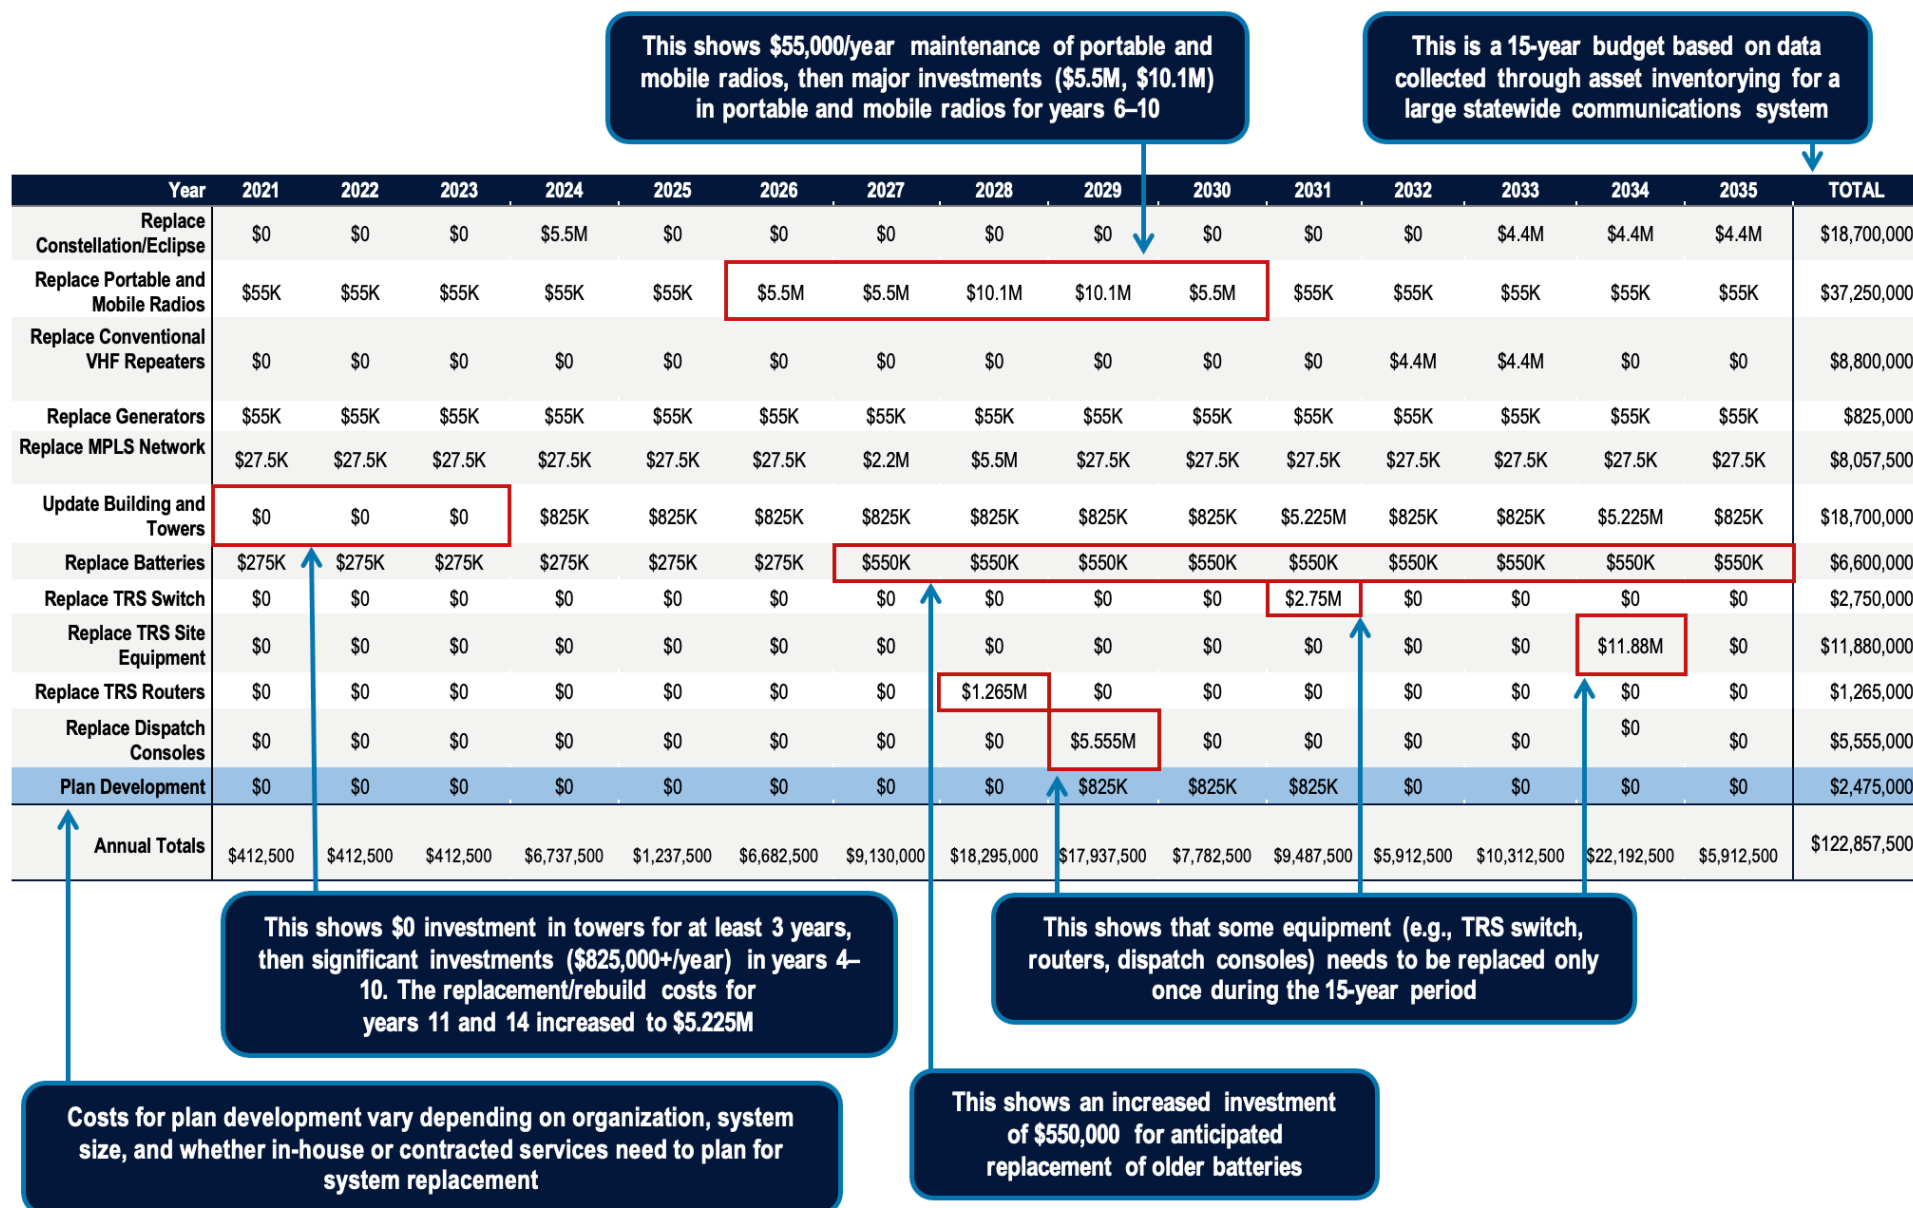 This shows $55,000/year maintenance of portable and
mobile radios, then major investments ($5.5M, $10.1M)
in portable and mobile radios for years 6–10
This is a 15-year budget based on data
collected through asset inventorying for a
large statewide communications system
Year 2021 2022 2023 2024 2025 2026 2027 2028 2029 2030 2031 2032 2033 2034 2035 TOTAL
Replace
Constellation/Eclipse $0 $0 $0 $5.5M $0 $0 $0 $0 $0 $0 $0 $0 $4.4M $4.4M $4.4M $18,700,000
Replace Portable and
Mobile Radios $55K $55K $55K $55K $55K $5.5M $5.5M $10.1M $10.1M $5.5M $55K $55K $55K $55K $55K $37,250,000
Replace Conventional
VHF Repeaters $0 $0 $0 $0 $0 $0 $0 $0 $0 $0 $0 $4.4M $4.4M $0 $0 $8,800,000
Replace Generators $55K $55K $55K $55K $55K $55K $55K $55K $55K $55K $55K $55K $55K $55K $55K $825,000
Replace MPLS Network $27.5K $27.5K $27.5K $27.5K $27.5K $27.5K $2.2M $5.5M $27.5K $27.5K $27.5K $27.5K $27.5K $27.5K $27.5K $8,057,500
Update Building and
Towers $0 $0 $0 $825K $825K $825K $825K $825K $825K $825K $5.225M $825K $825K $5.225M $825K $18,700,000
Replace Batteries $275K $275K $275K $275K $275K $275K $550K $550K $550K $550K $550K $550K $550K $550K $550K $6,600,000
Replace TRS Switch $0 $0 $0 $0 $0 $0 $0 $0 $0 $0 $2.75M $0 $0 $0 $0 $2,750,000
Replace TRS Site
Equipment $0 $0 $0 $0 $0 $0 $0 $0 $0 $0 $0 $0 $0 $11.88M $0 $11,880,000
Replace TRS Routers $0 $0 $0 $0 $0 $0 $0 $1.265M $0 $0 $0 $0 $0 $0 $0 $1,265,000
Replace Dispatch
Consoles $0 $0 $0 $0 $0 $0 $0 $0 $5.555M $0 $0 $0 $0 $0 $0 $5,555,000
Plan Development $0 $0 $0 $0 $0 $0 $0 $0 $825K $825K $825K $0 $0 $0 $0 $2,475,000
Annual Totals $412,500 $412,500 $412,500 $6,737,500 $1,237,500 $6,682,500 $9,130,000 $18,295,000 $17,937,500 $7,782,500 $9,487,500 $5,912,500 $10,312,500 $22,192,500 $5,912,500 $122,857,500
This shows $0 investment in towers for at least 3 years,
then significant investments ($825,000+/year) in years 4–
10. The replacement/rebuild costs for
years 11 and 14 increased to $5.225M
This shows that some equipment (e.g., TRS switch,
routers, dispatch consoles) needs to be replaced only
once during the 15-year period
Costs for plan development vary depending on organization, system
size, and whether in-house or contracted services need to plan for
system replacement
This shows an increased investment
of $550,000 for anticipated
replacement of older batteries